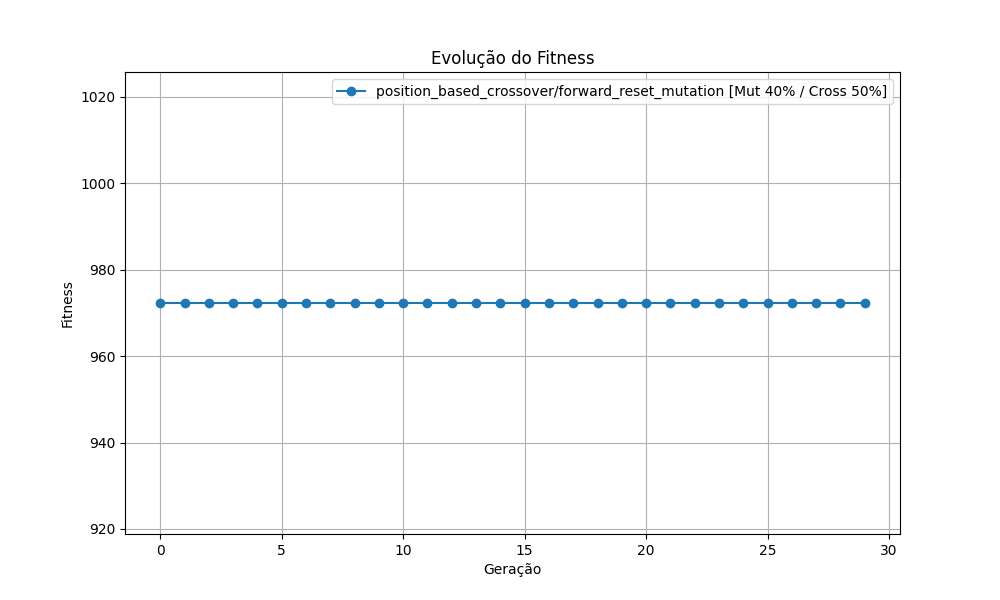 Evolução do Fitness
position_based_crossover/forward_reset_mutation [Mut 40% / Cross 50%]
1020
1000
980
960
940
920
Fitness
0 5 10 15 20 25 30
Geração